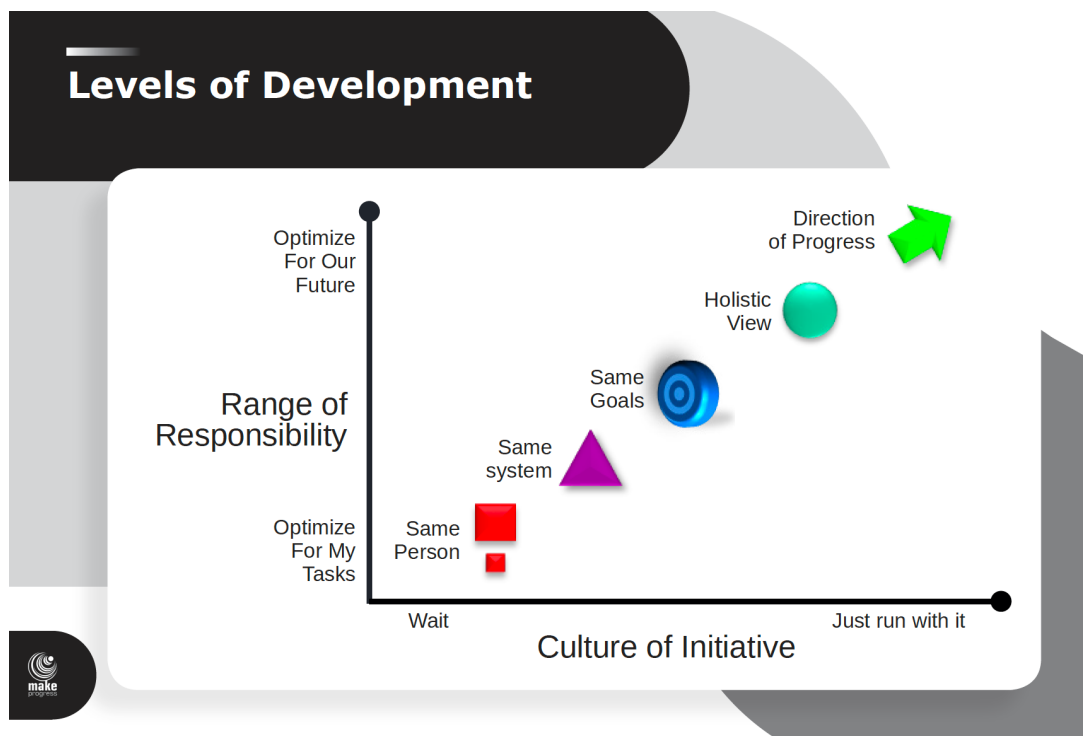 Levels of Development
Direction
of Progress
Optimize
For Our
Future
Holistic
View
Same
Goals
Range of
Responsibility
Same
system
Optimize
For My
Tasks
Same
Person
Wait
Just run with it
Culture of Initiative
make
progress